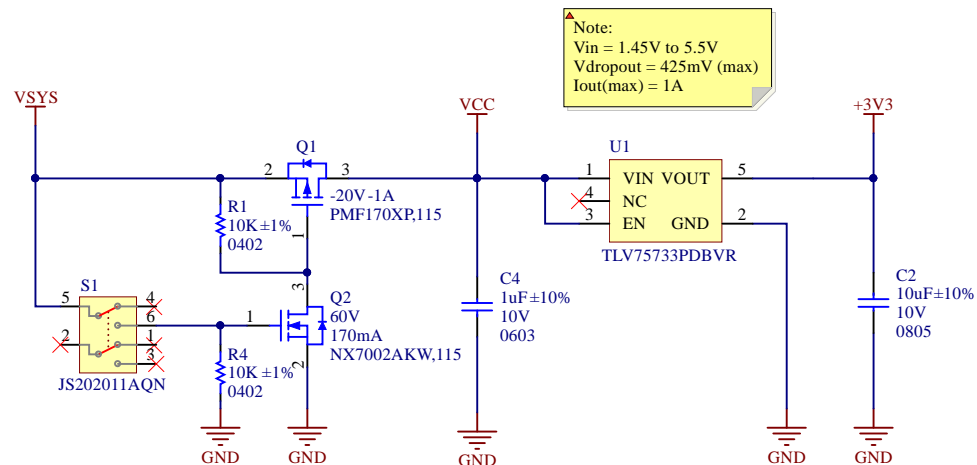 Note:
Vin = 1.45V to 5.5V
Vdropout = 425mV (max)
Iout(max) = 1A
VSYS
VCC
+3V3
Q1
2
3
1
-20V -1A
PMF170XP,115
R1
10K ±1%
0402
U1
1
VIN
VOUT
5
4
NC
3
EN
GND
2
TLV75733PDBVR
S1
5
4
6
2
1
3
JS202011AQN
3
1
2
Q2
60V
170mA
NX7002AKW,115
R4
10K ±1%
0402
C4
1uF±10%
10V
0603
C2
10uF±10%
10V
0805
GND
GND
GND
GND
GND